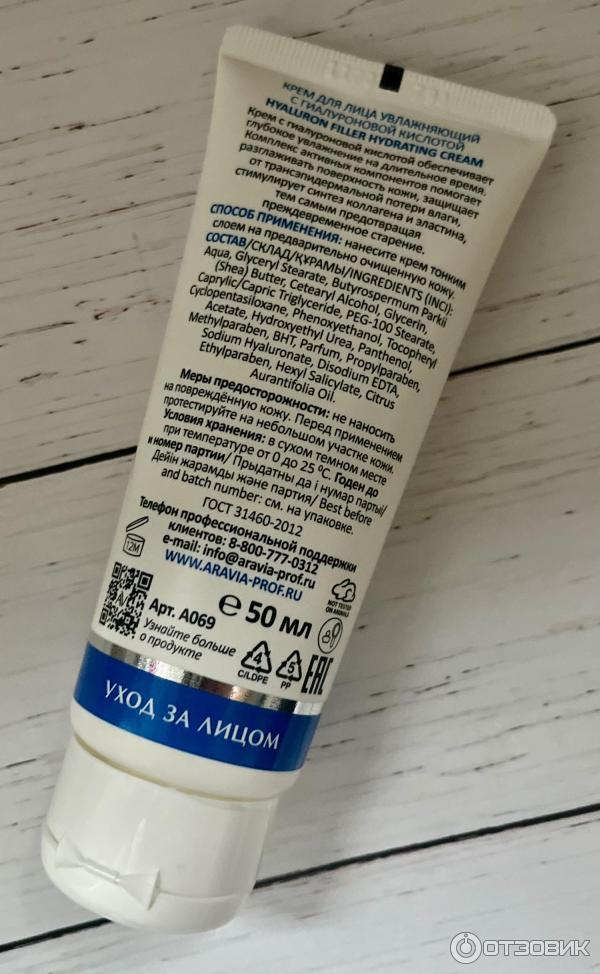 КРЕМ ДЛЯ ЛИЦА УВЛАЖНЯЮЩИЙ
С ГИАЛУРОНОВОЙ КИСЛОТОЙ
HYALURON FILLER HYDRATING CREAM
Крем с гиалуроновой кислотой обеспечивает
глубокое увлажнение на длительное время.
Комплекс активных компонентов помогает
разглаживать поверхность кожи, защищает
от трансэпидермальной потери влаги,
стимулирует синтез коллагена и эластина,
тем самым предотвращая
преждевременное старение.
СПОСОБ ПРИМЕНЕНИЯ: нанесите крем тонким
слоем на предварительно очищенную кожу.
СОСТАВ/СКЛАД/ҚҰРАМЫ/INGREDIENTS (INCI):
Aqua, Glyceryl Stearate, Butyrospermum Parkii
(Shea) Butter, Cetearyl Alcohol, Glycerin,
Caprylic/Capric Triglyceride, PEG-100 Stearate,
Cyclopentasiloxane, Phenoxyethanol, Tocopheryl
Acetate, Hydroxyethyl Urea, Panthenol,
Methylparaben, BHT, Parfum, Propylparaben,
Sodium Hyaluronate, Disodium EDTA,
Ethylparaben, Hexyl Salicylate, Citrus
Aurantifolia Oil.
Меры предосторожности: не наносить
на повреждённую кожу. Перед применением
протестируйте на небольшом участке кожи.
Условия хранения: в сухом темном месте
при температуре от 0 до 25 °С. Годен до
и номер партии/ Прыдатны да і нумар партыі/
Дейін жарамды және партия/ Best before
and batch number: см. на упаковке.
ГОСТ 31460-2012
Телефон профессиональной поддержки
клиентов: 8-800-777-0312
e-mail: info@aravia-prof.ru
WWW.ARAVIA-PROF.RU
12M
NOT TESTED
ON ANIMALS
Арт. А069
℮ 50 МЛ
Узнайте больше
о продукте
4
C/LDPE
5
PP
EAC
УХОД ЗА ЛИЦОМ
ОТЗОВИК